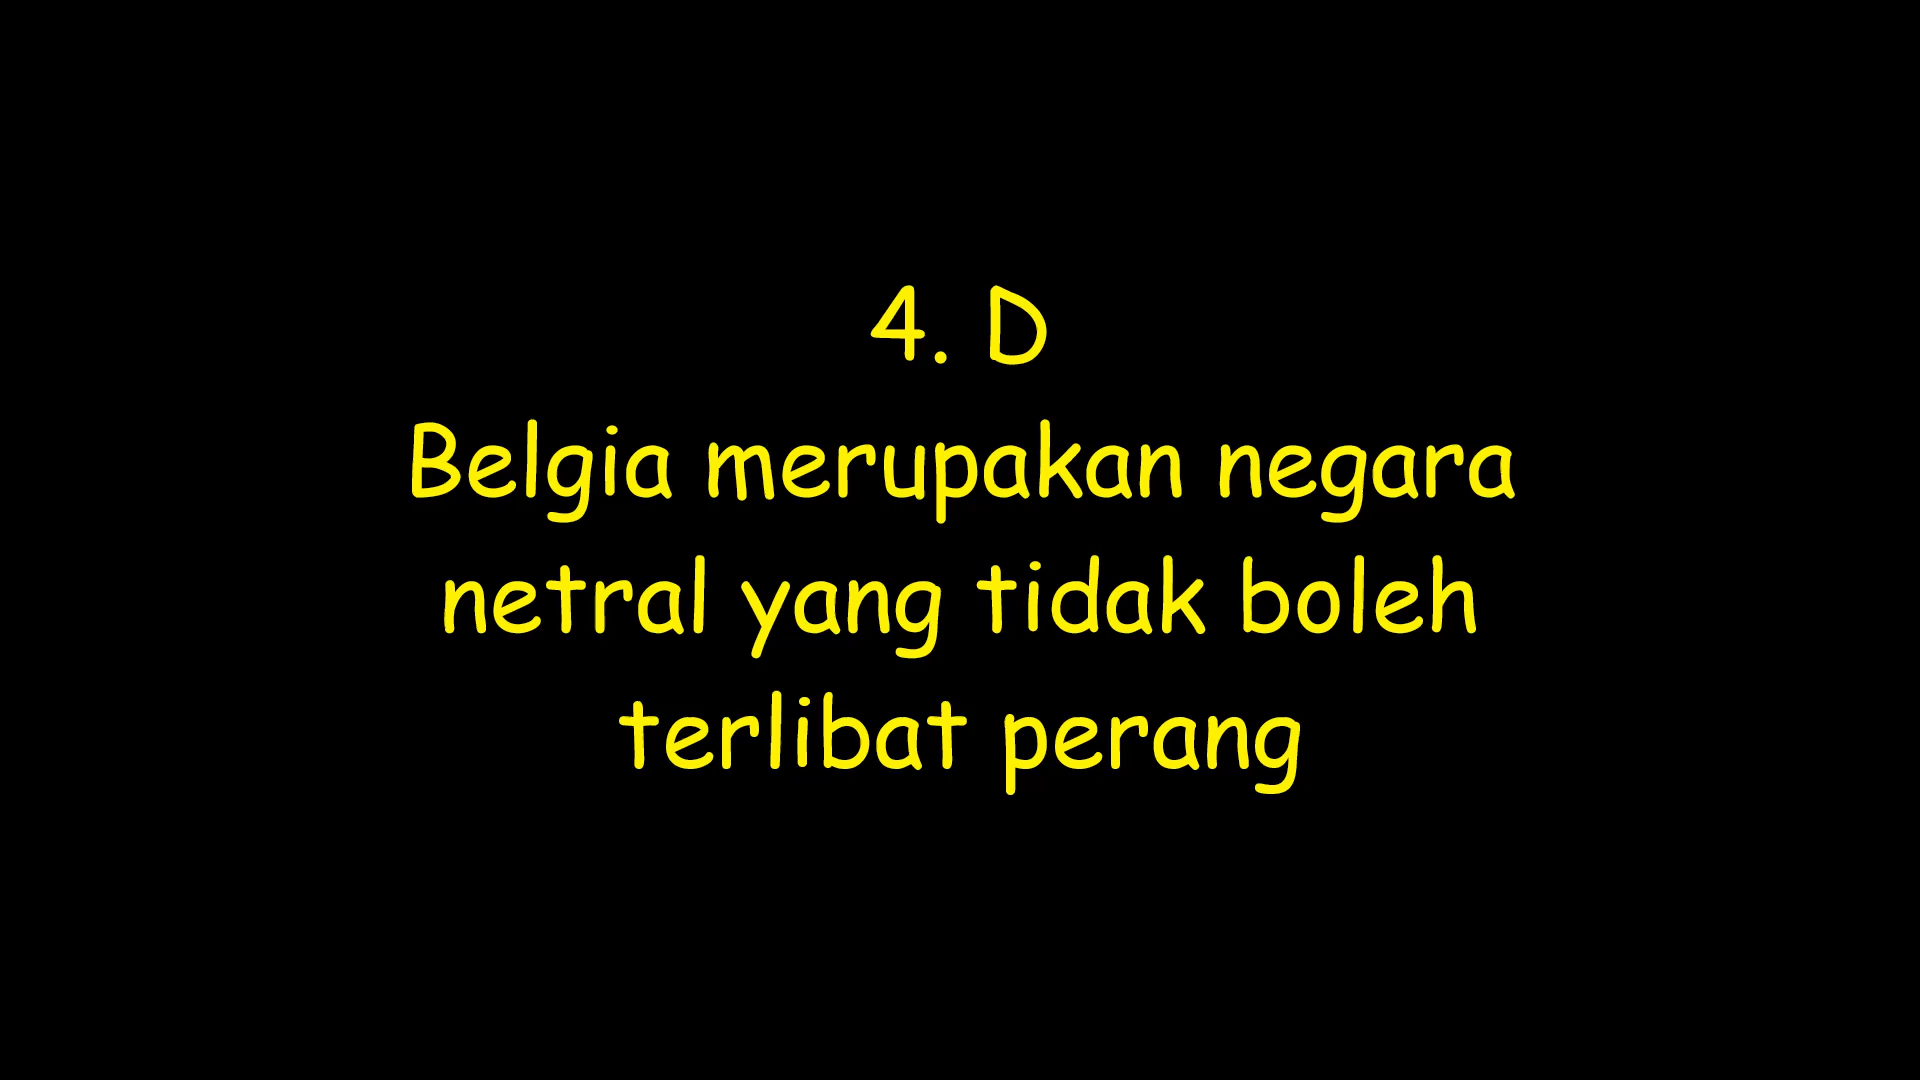 4. D
Belgia merupakan negara
netral yang tidak boleh
terlibat perang